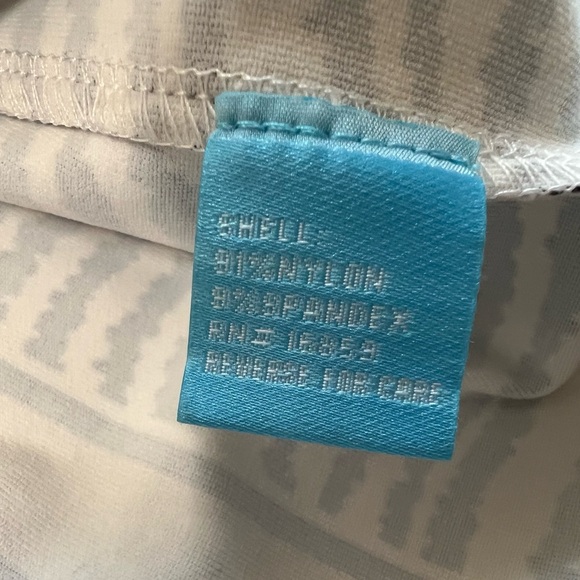 SHELL:
91%NYLON
9%SPANDEX
RN#16859
REVERSE FOR CARE